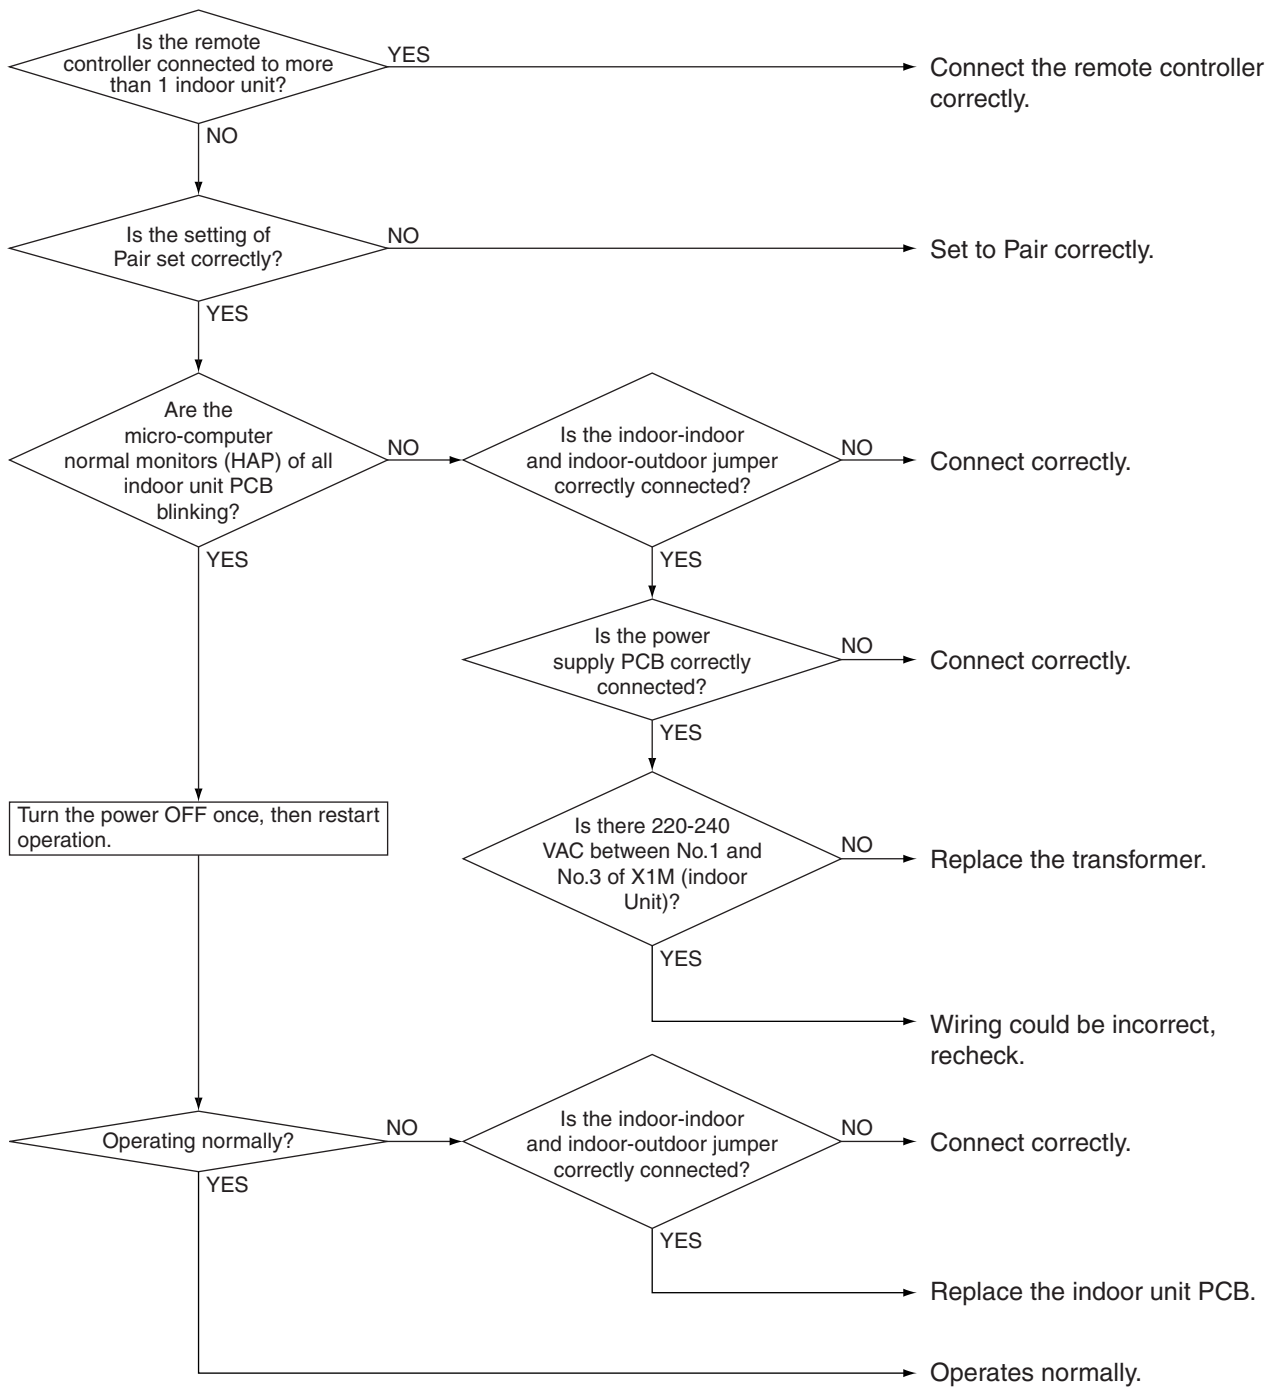 Is the remote
controller connected to more
than 1 indoor unit?
YES
Connect the remote controller
correctly.
NO
Is the setting of
Pair set correctly?
NO
Set to Pair correctly.
YES
Are the
micro-computer
normal monitors (HAP) of all
indoor unit PCB
blinking?
NO
Is the indoor-indoor
and indoor-outdoor jumper
correctly connected?
NO
Connect correctly.
YES
YES
Is the power
supply PCB correctly
connected?
NO
Connect correctly.
YES
Turn the power OFF once, then restart
operation.
Is there 220-240
VAC between No.1 and
No.3 of X1M (indoor
Unit)?
NO
Replace the transformer.
YES
Wiring could be incorrect,
recheck.
Operating normally?
NO
Is the indoor-indoor
and indoor-outdoor jumper
correctly connected?
NO
Connect correctly.
YES
YES
Replace the indoor unit PCB.
Operates normally.